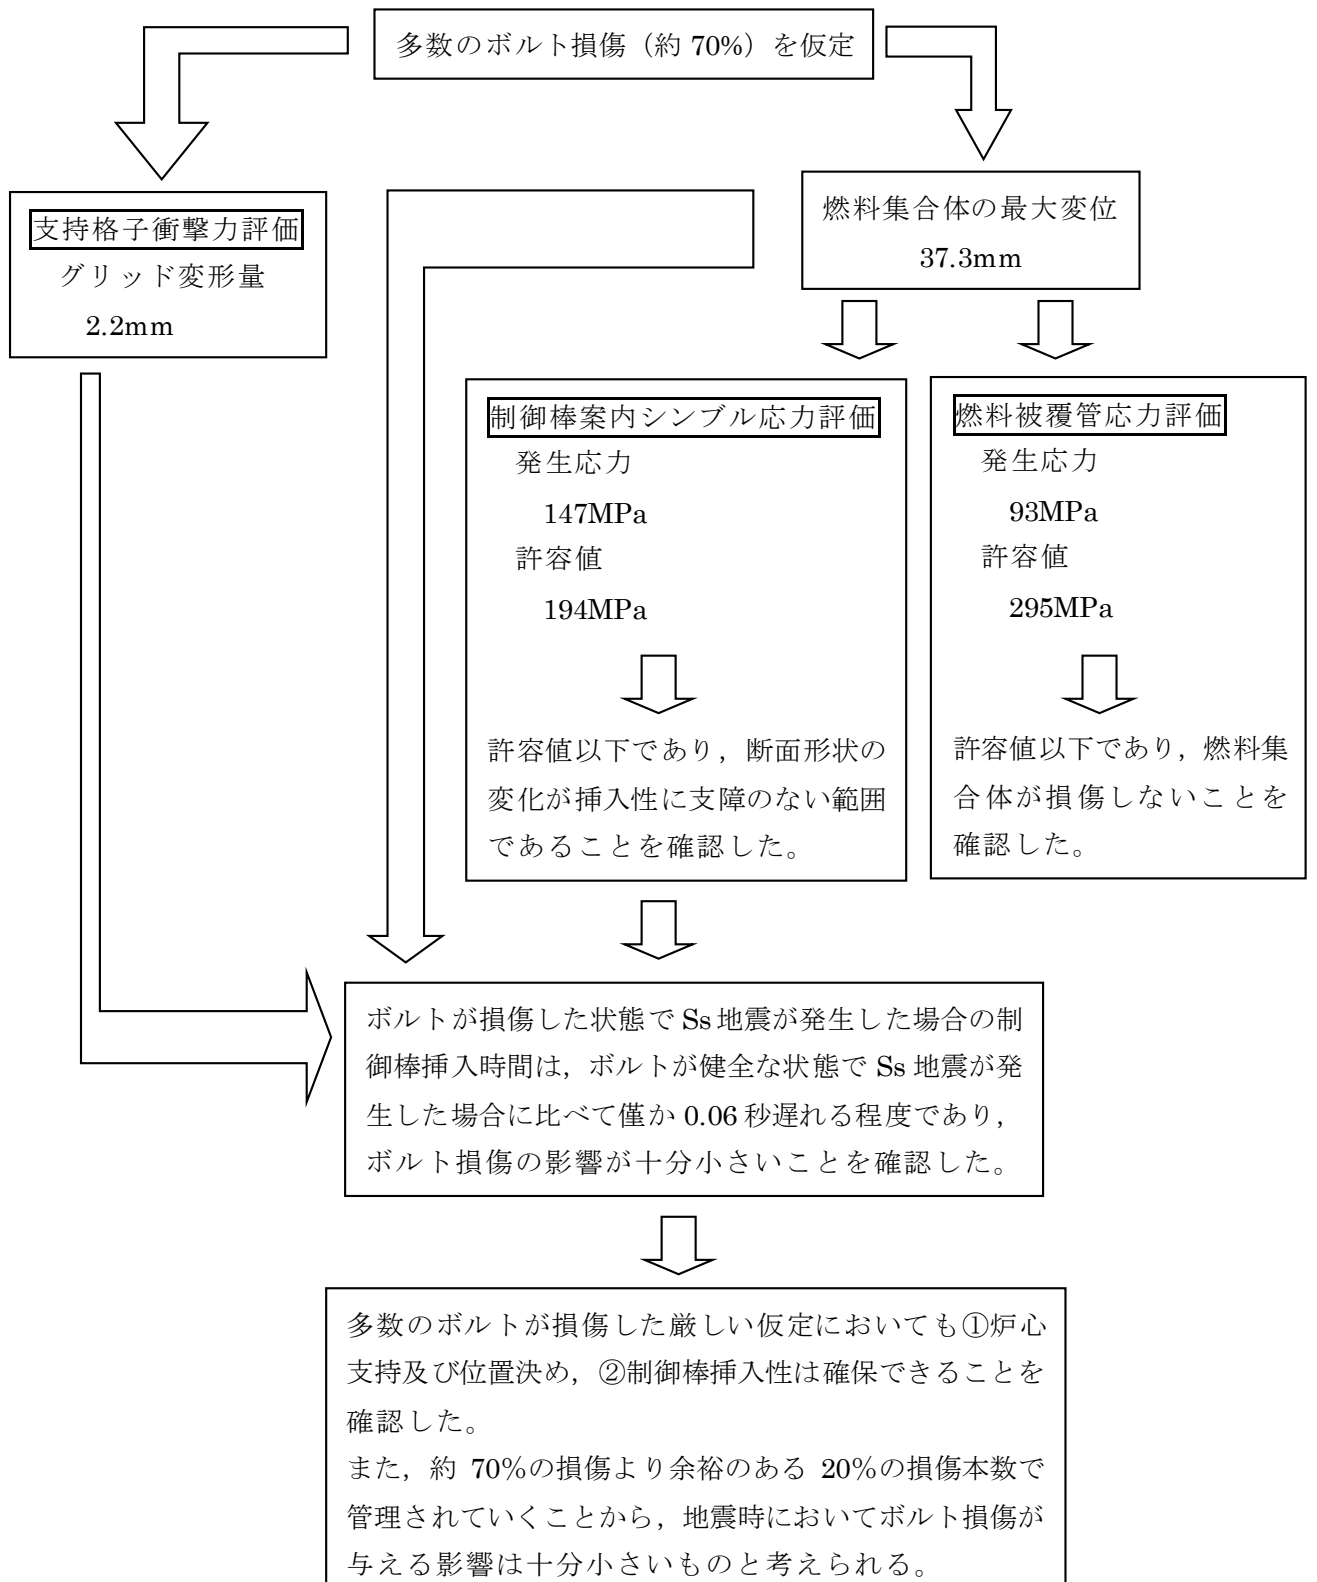 多数のボルト損傷（約 70%）を仮定
支持格子衝撃力評価
グリッド変形量
2.2mm
燃料集合体の最大変位
37.3mm
制御棒案内シンブル応力評価
発生応力
147MPa
許容値
194MPa
許容値以下であり，断面形状の
変化が挿入性に支障のない範囲
であることを確認した。
燃料被覆管応力評価
発生応力
93MPa
許容値
295MPa
許容値以下であり，燃料集
合体が損傷しないことを
確認した。
ボルトが損傷した状態で Ss 地震が発生した場合の制
御棒挿入時間は，ボルトが健全な状態で Ss 地震が発
生した場合に比べて僅か 0.06 秒遅れる程度であり，
ボルト損傷の影響が十分小さいことを確認した。
多数のボルトが損傷した厳しい仮定においても①炉心
支持及び位置決め，②制御棒挿入性は確保できることを
確認した。
また，約 70%の損傷より余裕のある 20%の損傷本数で
管理されていくことから，地震時においてボルト損傷が
与える影響は十分小さいものと考えられる。